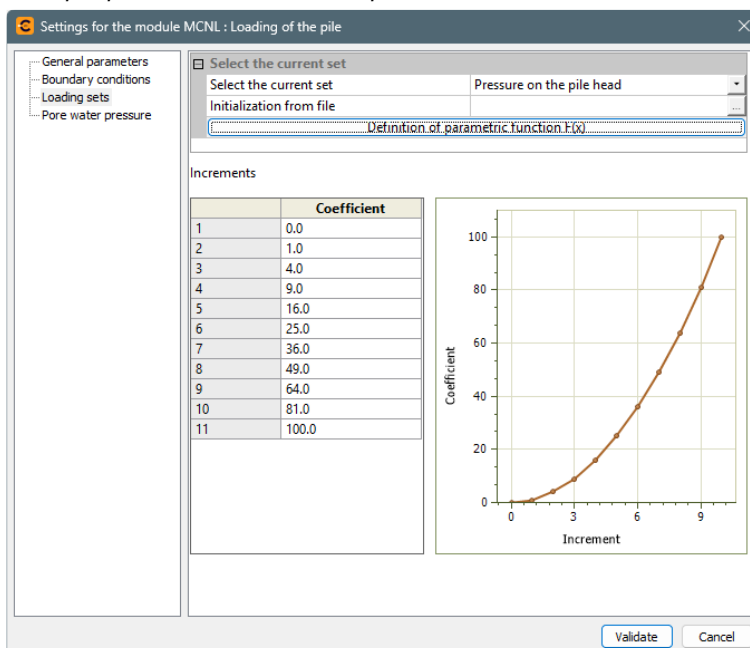 Settings for the module MCNL : Loading of the pile
General parameters
Boundary conditions
Loading sets
Pore water pressure
Select the current set
Select the current set Pressure on the pile head
Initialization from file ...
Definition of parametric function F(x)
Increments
Coefficient
1 0.0
2 1.0
3 4.0
4 9.0
5 16.0
6 25.0
7 36.0
8 49.0
9 64.0
10 81.0
11 100.0
100
80
60
40
20
0
Coefficient
0 3 6 9
Increment
Validate Cancel